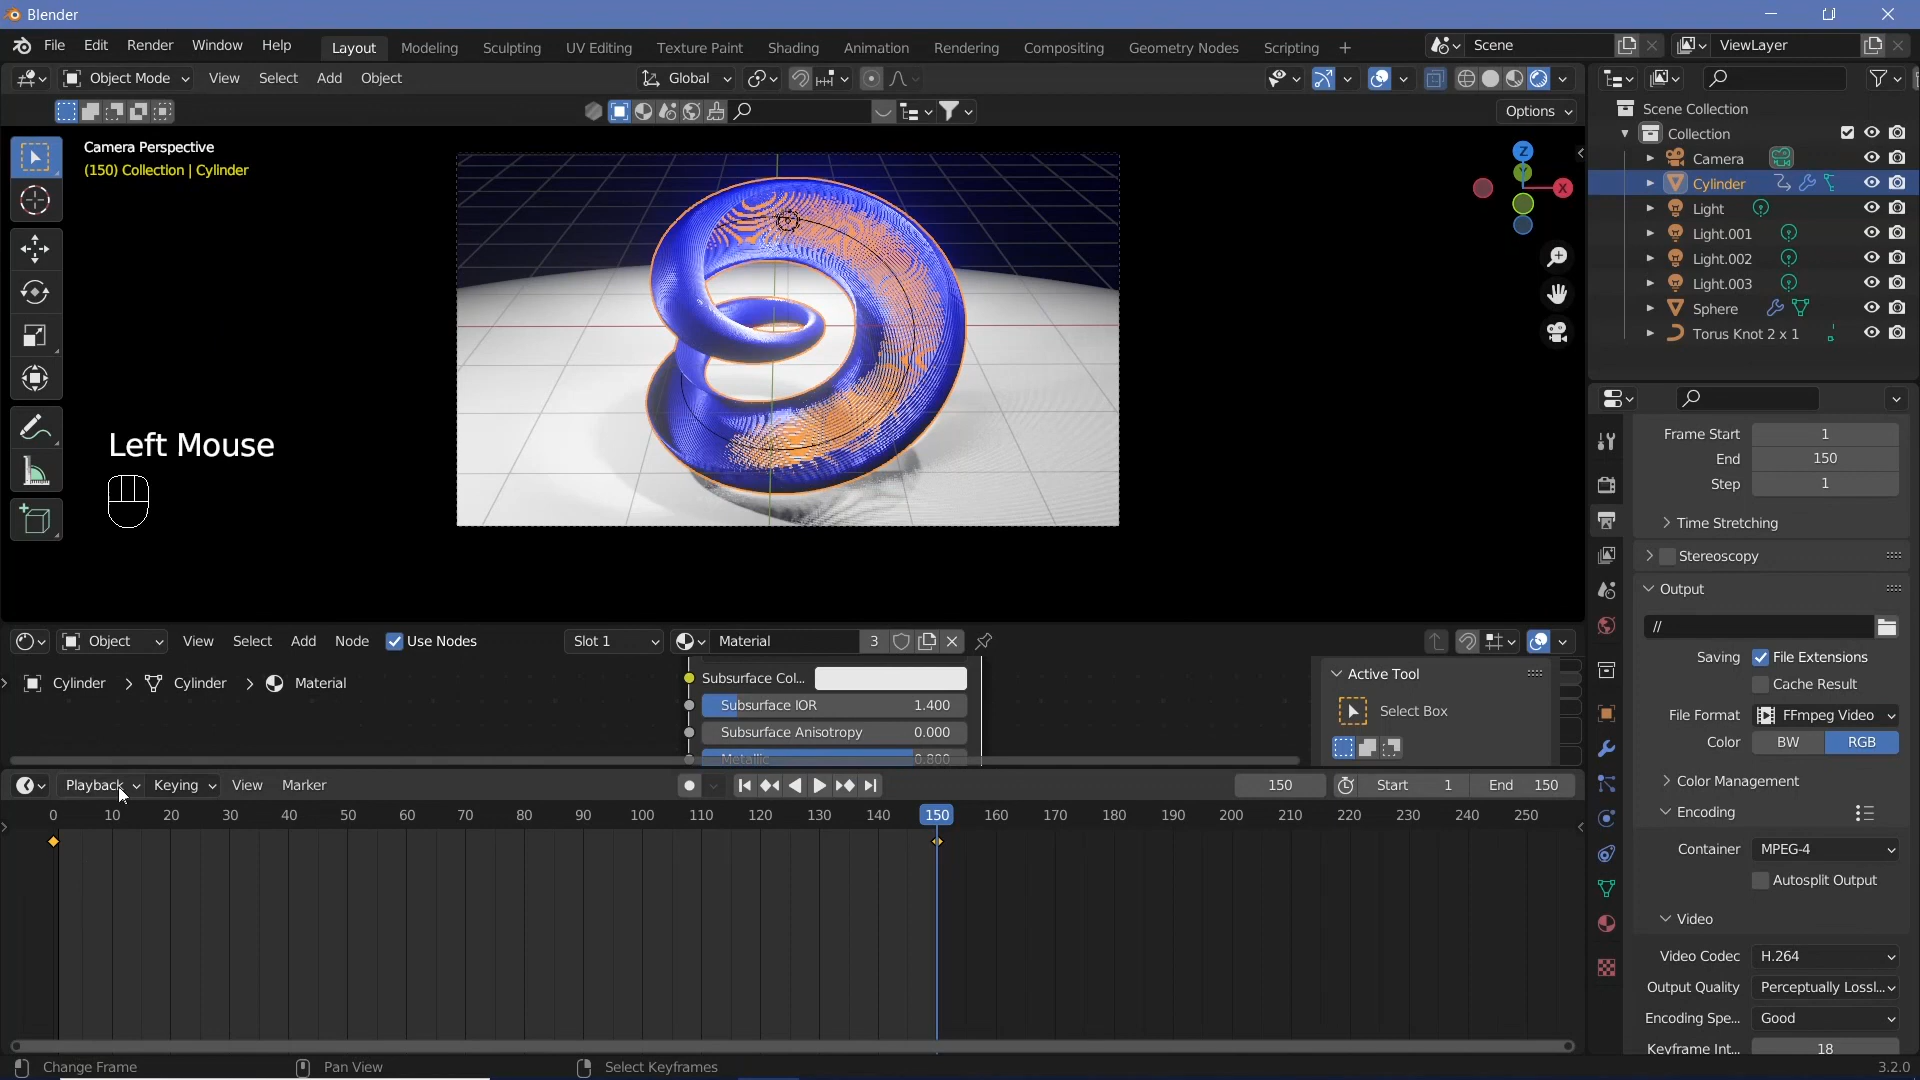 Blender
File Edit Render Window Help
Layout Modeling Sculpting UV Editing Texture Paint Shading Animation Rendering Compositing Geometry Nodes Scripting +
Scene
ViewLayer
Object Mode View Select Add Object
Global
Options
Camera Perspective
(150) Collection | Cylinder
Z
X
Left Mouse
Scene Collection
Collection
Camera
Cylinder
Light
Light.001
Light.002
Light.003
Sphere
Torus Knot 2 x 1
Frame Start 1
End 150
Step 1
Time Stretching
Stereoscopy
Output
//
Saving File Extensions
Cache Result
File Format FFmpeg Video
Color BW RGB
Color Management
Encoding
Container MPEG-4
Autosplit Output
Video
Video Codec H.264
Output Quality Perceptually Lossl...
Encoding Spe... Good
Keyframe Int... 18
Object View Select Add Node Use Nodes Slot 1 Material 3
Cylinder > Cylinder > Material
Subsurface Col...
Subsurface IOR 1.400
Subsurface Anisotropy 0.000
Metallic 0.800
Active Tool
Select Box
Playback Keying View Marker
150 Start 1 End 150
0 10 20 30 40 50 60 70 80 90 100 110 120 130 140 150 160 170 180 190 200 210 220 230 240 250
Change Frame Pan View Select Keyframes 3.2.0